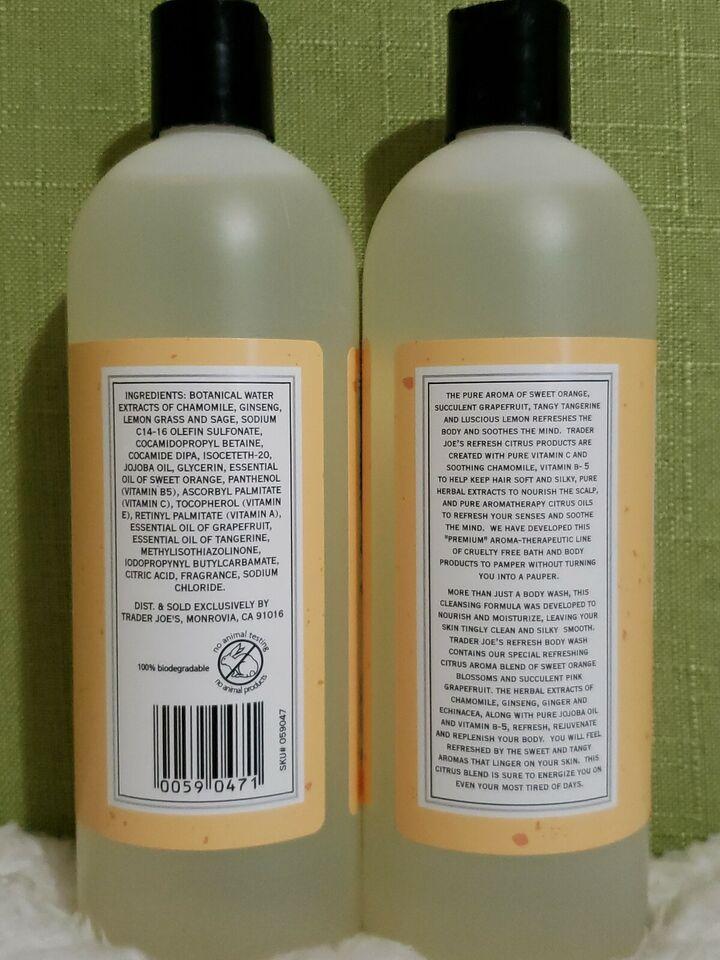 INGREDIENTS: BOTANICAL WATER
EXTRACTS OF CHAMOMILE, GINSENG,
LEMON GRASS AND SAGE, SODIUM
C14-16 OLEFIN SULFONATE,
COCAMIDOPROPYL BETAINE,
COCAMIDE DIPA, ISOCETETH-20,
JOJOBA OIL, GLYCERIN, ESSENTIAL
OIL OF SWEET ORANGE, PANTHENOL
(VITAMIN B5), ASCORBYL PALMITATE
(VITAMIN C), TOCOPHEROL (VITAMIN
E), RETINYL PALMITATE (VITAMIN A),
ESSENTIAL OIL OF GRAPEFRUIT,
ESSENTIAL OIL OF TANGERINE,
METHYLISOTHIAZOLINONE,
IODOPROPYNYL BUTYLCARBAMATE,
CITRIC ACID, FRAGRANCE, SODIUM
CHLORIDE.
DIST. & SOLD EXCLUSIVELY BY
TRADER JOE'S, MONROVIA, CA 91016
100% biodegradable
no animal testing
no animal products
SKU# 059047
0059 0471
THE PURE AROMA OF SWEET ORANGE,
SUCCULENT GRAPEFRUIT, TANGY TANGERINE
AND LUSCIOUS LEMON REFRESHES THE
BODY AND SOOTHES THE MIND. TRADER
JOE'S REFRESH CITRUS PRODUCTS ARE
CREATED WITH PURE VITAMIN C AND
SOOTHING CHAMOMILE, VITAMIN B-5
TO HELP KEEP HAIR SOFT AND SILKY, PURE
HERBAL EXTRACTS TO NOURISH THE SCALP,
AND PURE AROMATHERAPY CITRUS OILS
TO REFRESH YOUR SENSES AND SOOTHE
THE MIND. WE HAVE DEVELOPED THIS
"PREMIUM" AROMA-THERAPEUTIC LINE
OF CRUELTY FREE BATH AND BODY
PRODUCTS TO PAMPER WITHOUT TURNING
YOU INTO A PAUPER.
MORE THAN JUST A BODY WASH, THIS
CLEANSING FORMULA WAS DEVELOPED TO
NOURISH AND MOISTURIZE, LEAVING YOUR
SKIN TINGLY CLEAN AND SILKY SMOOTH.
TRADER JOE'S REFRESH BODY WASH
CONTAINS OUR SPECIAL REFRESHING
CITRUS AROMA BLEND OF SWEET ORANGE
BLOSSOMS AND SUCCULENT PINK
GRAPEFRUIT. THE HERBAL EXTRACTS OF
CHAMOMILE, GINSENG, GINGER AND
ECHINACEA, ALONG WITH PURE JOJOBA OIL
AND VITAMIN B-5, REFRESH, REJUVENATE
AND REPLENISH YOUR BODY. YOU WILL FEEL
REFRESHED BY THE SWEET AND TANGY
AROMAS THAT LINGER ON YOUR SKIN. THIS
CITRUS BLEND IS SURE TO ENERGIZE YOU ON
EVEN YOUR MOST TIRED OF DAYS.